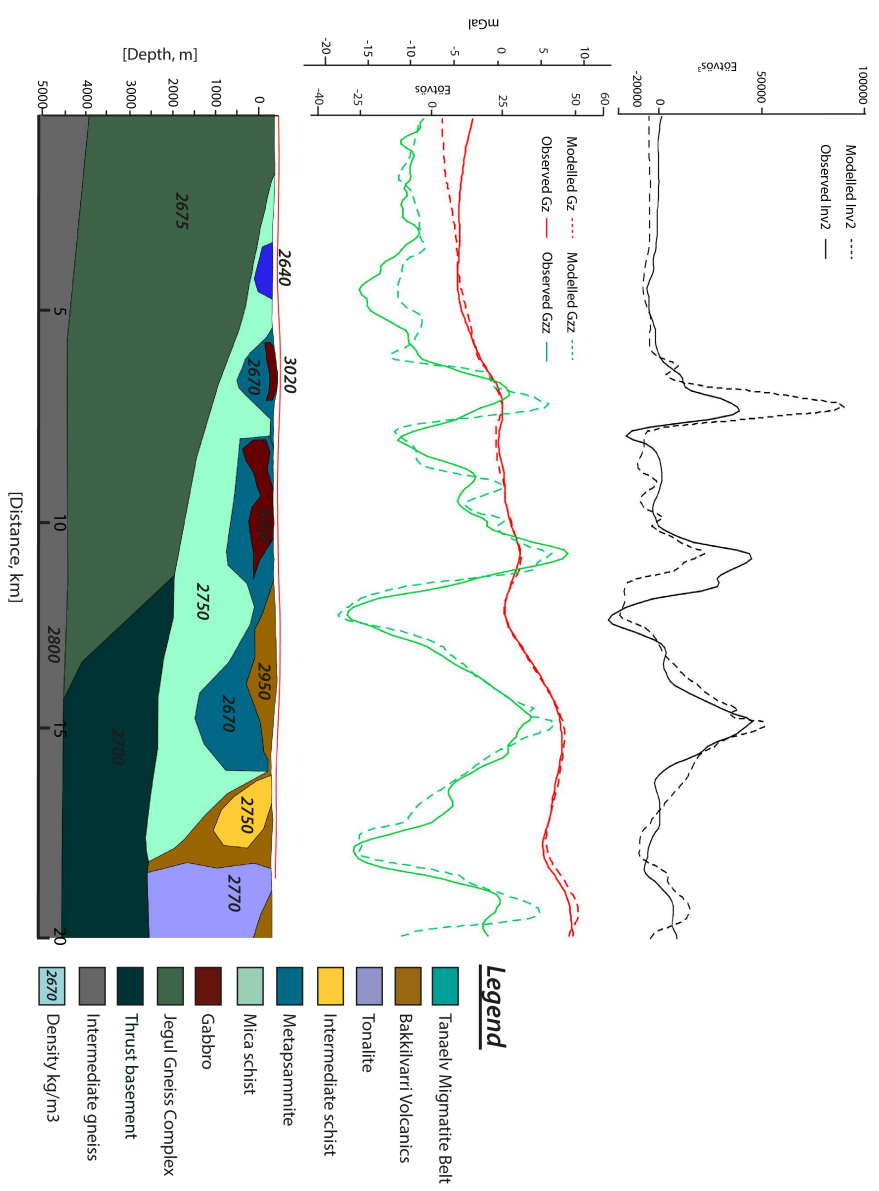 100000
50000
0
-20000
Eötvös³
Modelled Inv2
Observed Inv2
mGal
10
5
0
-5
-10
-15
-20
Eötvös
60
50
25
0
-25
-40
Modelled Gz
Observed Gz
Modelled Gzz
Observed Gzz
[Depth, m]
0
1000
2000
3000
4000
5000
2640
3020
2670
2675
2750
2950
2670
2750
2770
2700
2800
5
10
15
20
[Distance, km]
Legend
Tanaelv Migmatite Belt
Bakkilvarri Volcanics
Tonalite
Intermediate schist
Metapsammite
Mica schist
Gabbro
Jegul Gneiss Complex
Thrust basement
Intermediate gneiss
2670 Density kg/m3